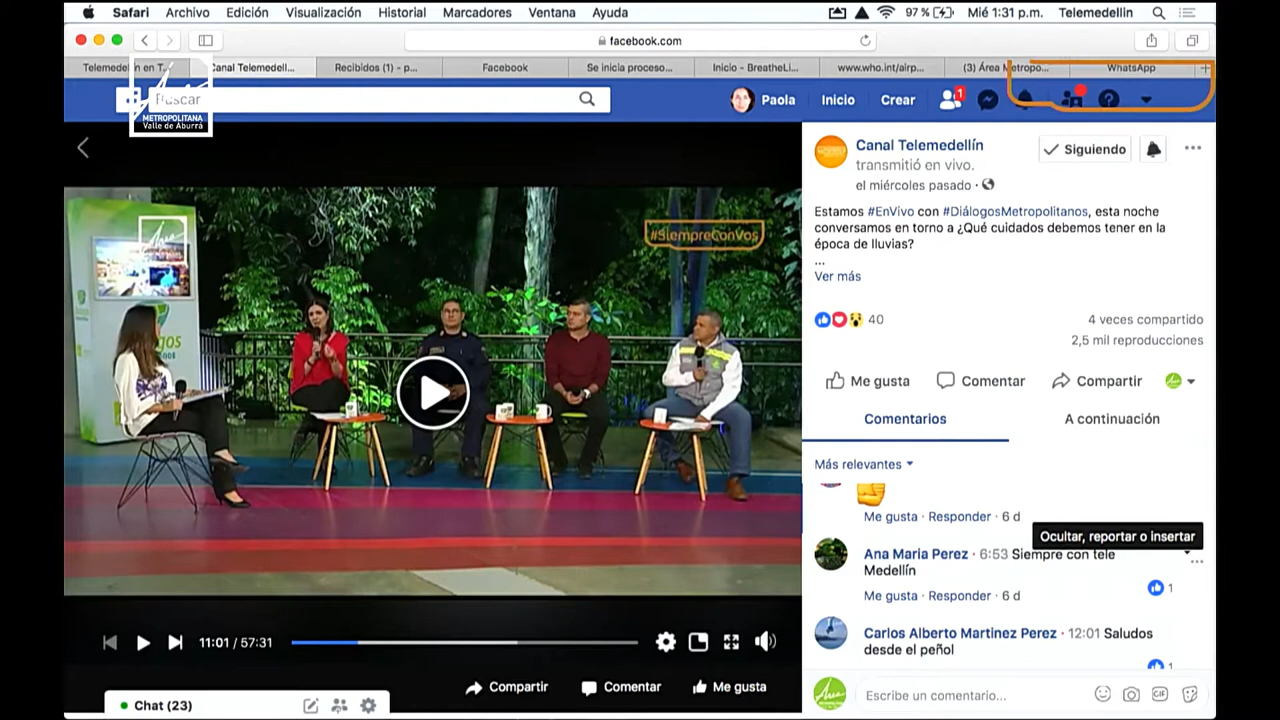 Safari Archivo Edición Visualización Historial Marcadores Ventana Ayuda 97 % Mié 1:31 p.m. Telemedellin
facebook.com
Canal Telemedell... Recibidos (1) - p... Facebook Se inicia proceso... Inicio - BreatheLi... www.who.int/airp... (3) Área Metropo... WhatsApp
Buscar Paola Inicio Crear 1
METROPOLITANA
Valle de Aburrá
Canal Telemedellín
transmitió en vivo.
el miércoles pasado ·
Siguiendo
Estamos #EnVivo con #DiálogosMetropolitanos, esta noche
conversamos en torno a ¿Qué cuidados debemos tener en la
época de lluvias?
...
Ver más
#SiempreConVos
40 4 veces compartido
2,5 mil reproducciones
Me gusta Comentar Compartir
Comentarios A continuación
Más relevantes
Me gusta · Responder · 6 d
Ocultar, reportar o insertar
Ana Maria Perez · 6:53 Siempre con tele
Medellín
1
Me gusta · Responder · 6 d
Carlos Alberto Martinez Perez · 12:01 Saludos
desde el peñol
1
11:01 / 57:31
Compartir Comentar Me gusta
Chat (23)
Escribe un comentario...
GIF